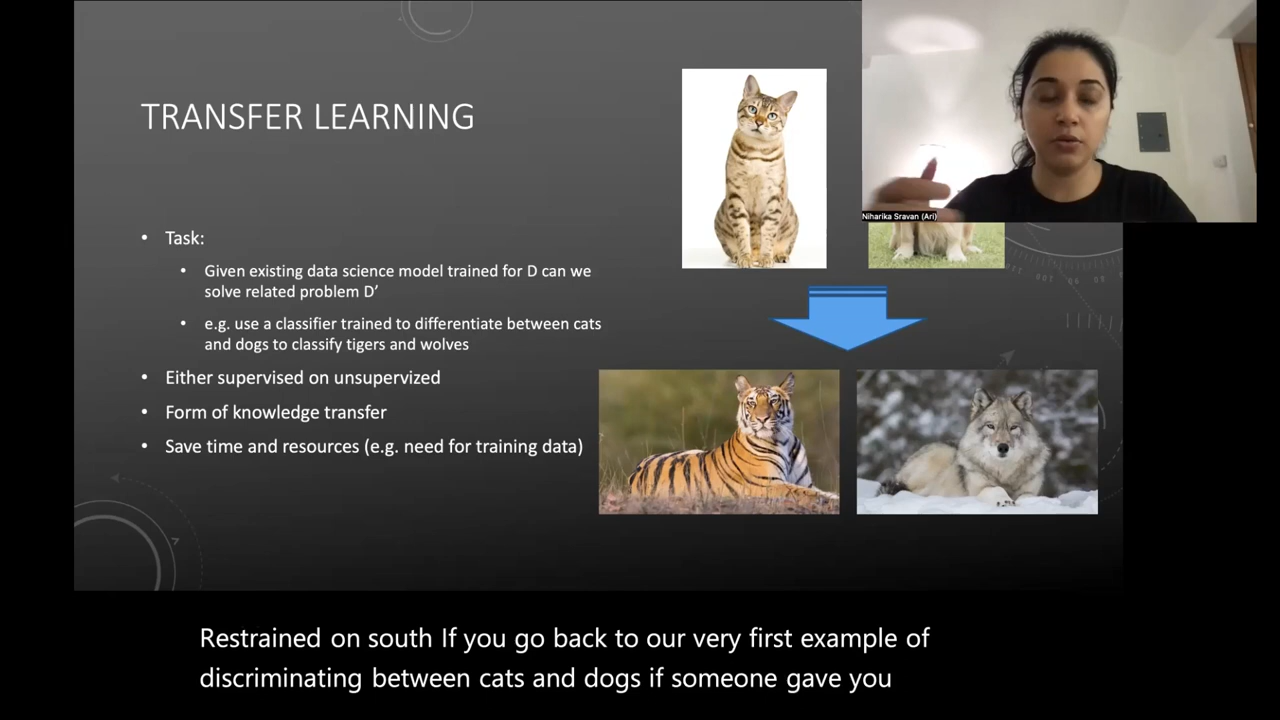 TRANSFER LEARNING
Niharika Sravan (Ari)
• Task:
• Given existing data science model trained for D can we
solve related problem D’
• e.g. use a classifier trained to differentiate between cats
and dogs to classify tigers and wolves
• Either supervised on unsupervized
• Form of knowledge transfer
• Save time and resources (e.g. need for training data)
Restrained on south If you go back to our very first example of
discriminating between cats and dogs if someone gave you